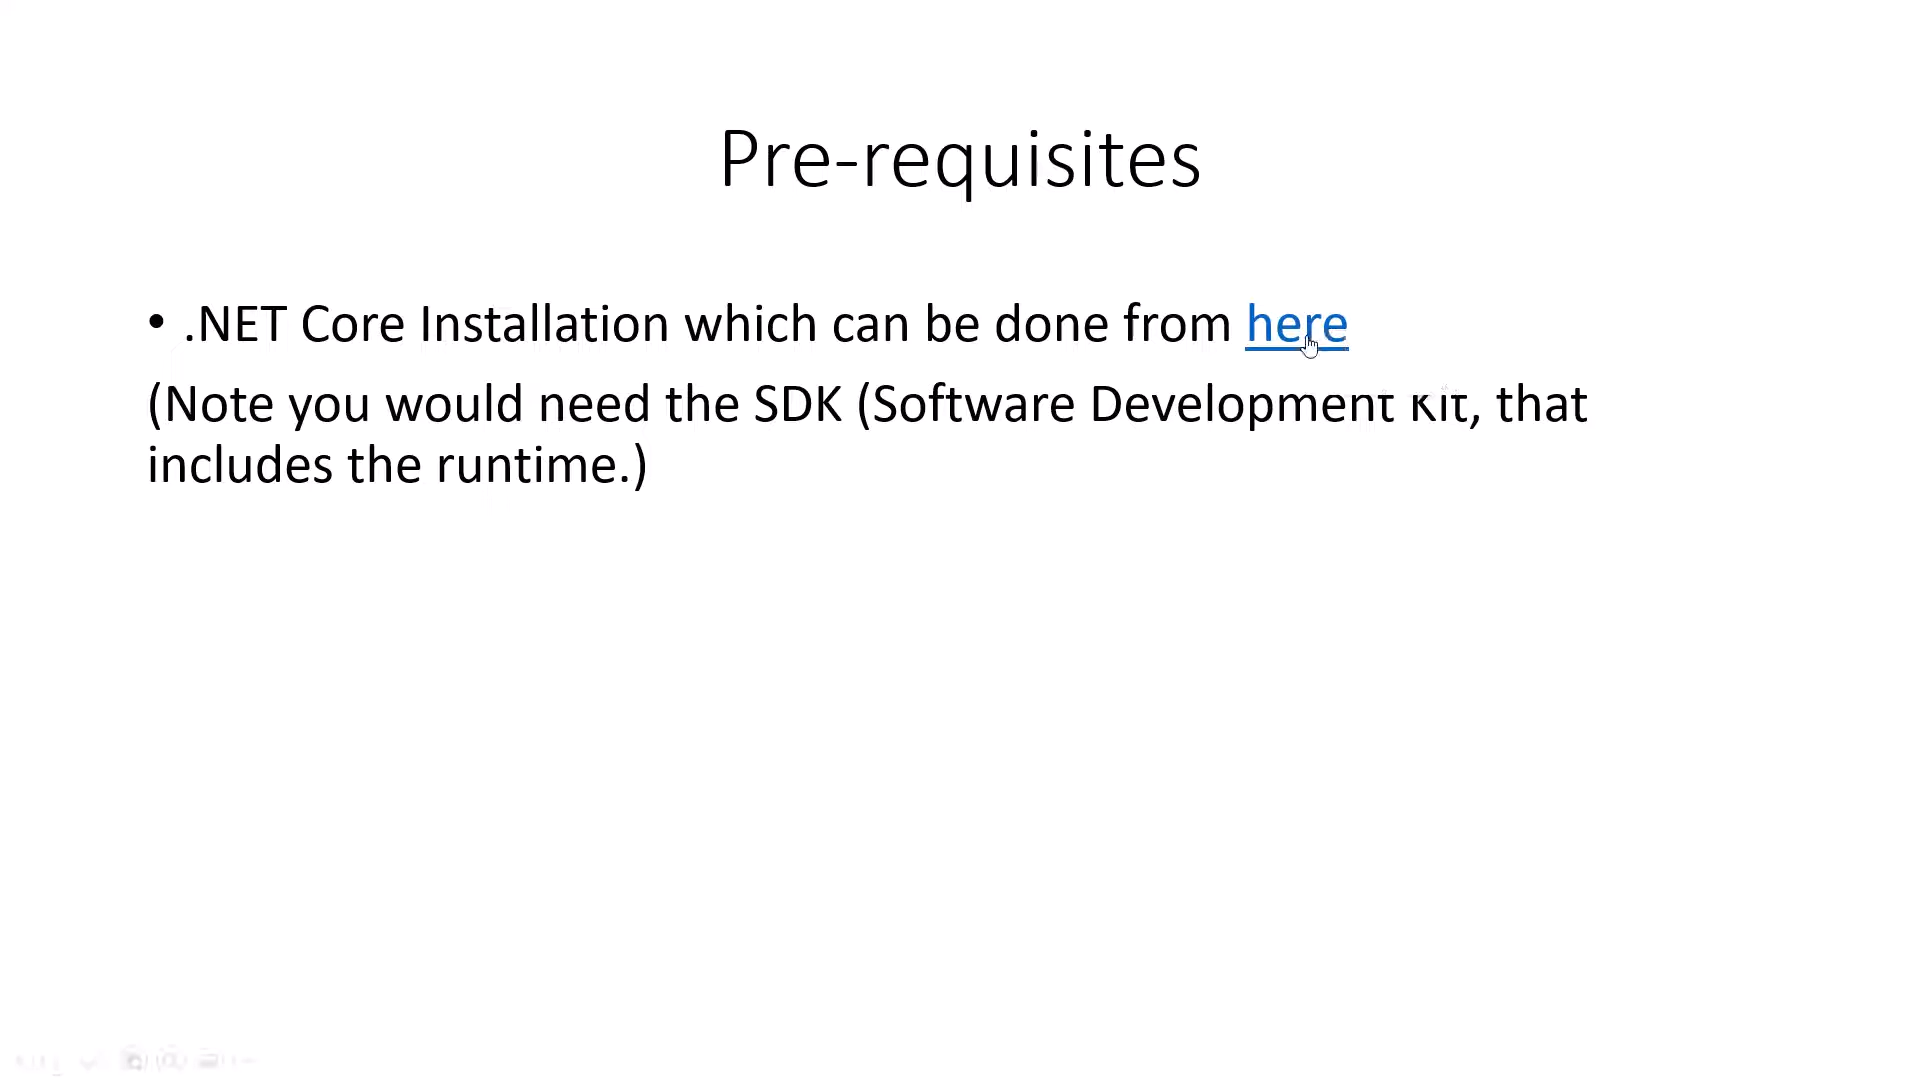 Pre-requisites
• .NET Core Installation which can be done from here
(Note you would need the SDK (Software Development Kit, that
includes the runtime.)